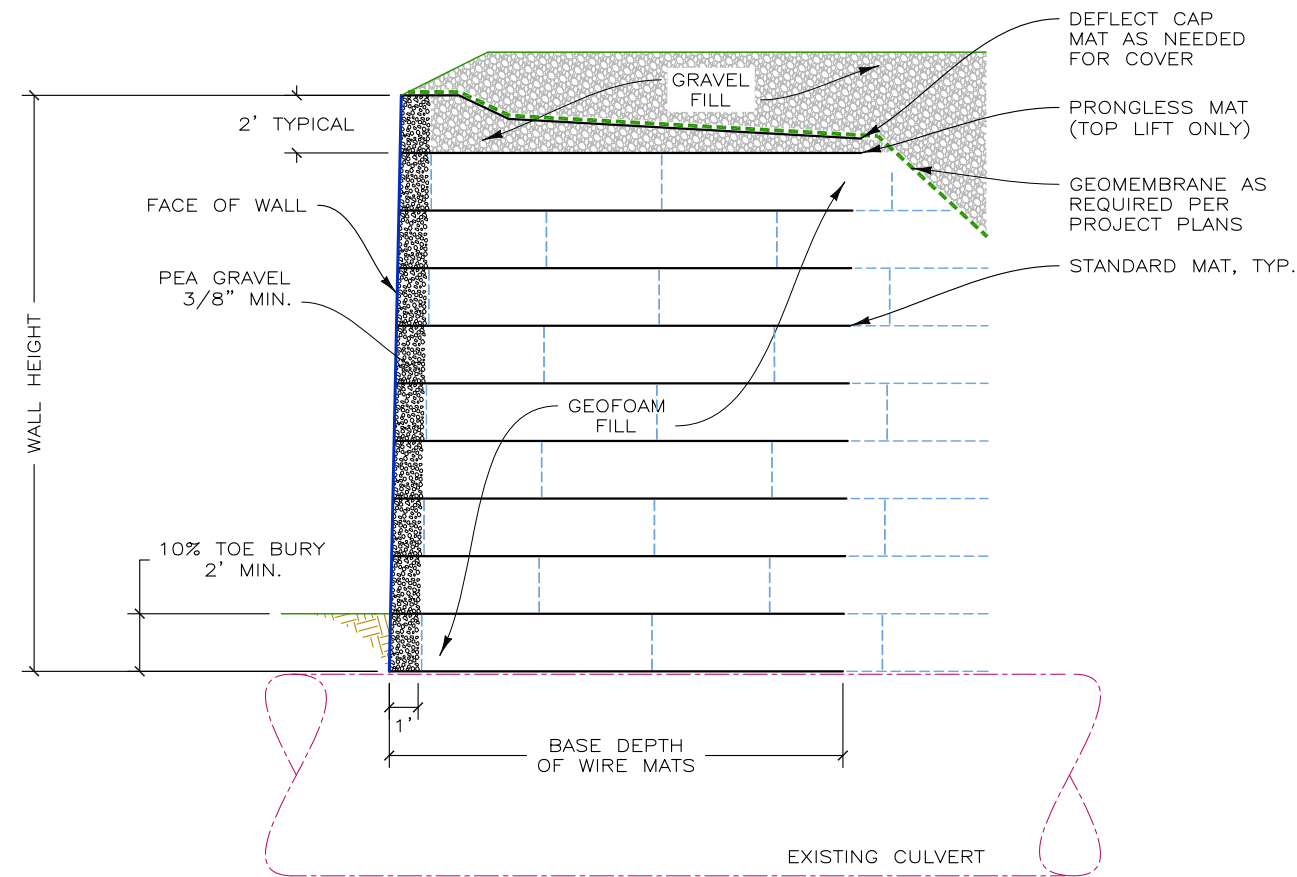 DEFLECT CAP
MAT AS NEEDED
FOR COVER
GRAVEL
FILL
PRONGLESS MAT
(TOP LIFT ONLY)
2' TYPICAL
GEOMEMBRANE AS
REQUIRED PER
PROJECT PLANS
FACE OF WALL
STANDARD MAT, TYP.
PEA GRAVEL
3/8" MIN.
WALL HEIGHT
GEOFOAM
FILL
10% TOE BURY
2' MIN.
1'
BASE DEPTH
OF WIRE MATS
EXISTING CULVERT